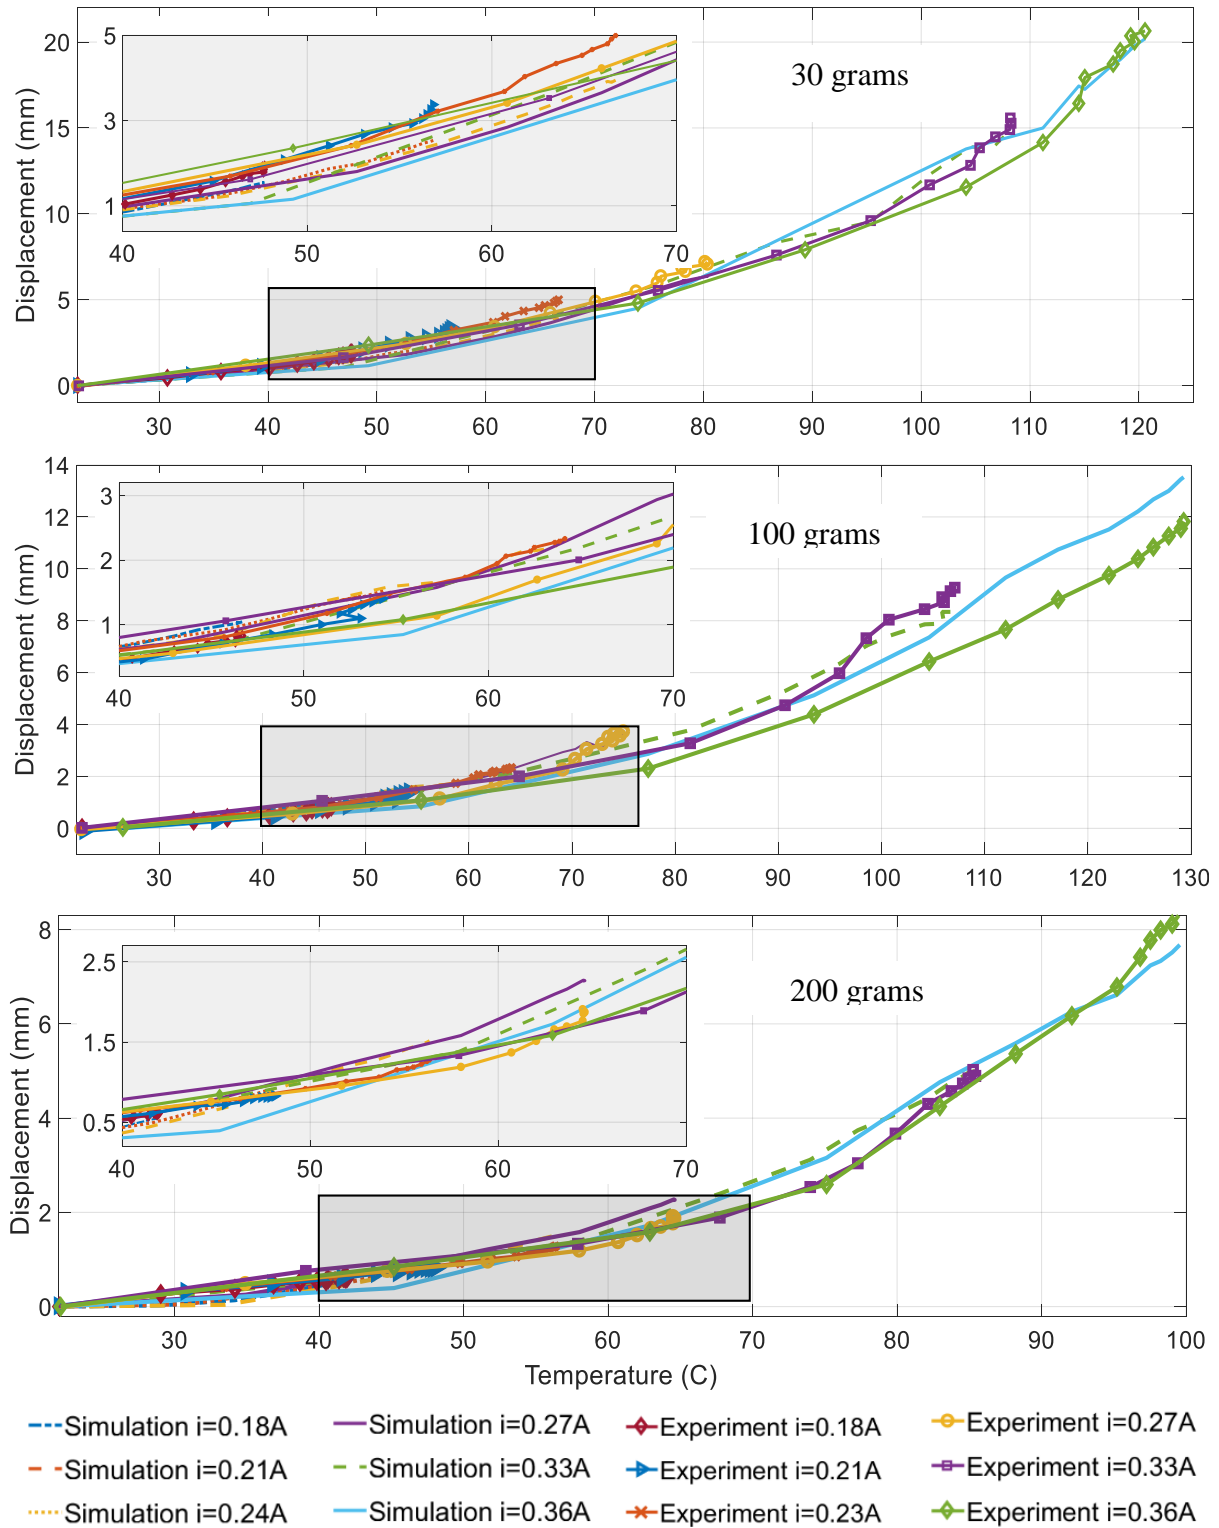 20
15
10
5
0
Displacement (mm)
30 grams
5
3
1
40 50 60 70
30 40 50 60 70 80 90 100 110 120
14
12
10
8
6
4
2
0
Displacement (mm)
100 grams
3
2
1
40 50 60 70
30 40 50 60 70 80 90 100 110 120 130
8
6
4
2
0
Displacement (mm)
200 grams
2.5
1.5
0.5
40 50 60 70
30 40 50 60 70 80 90 100
Temperature (C)
Simulation i=0.18A Simulation i=0.27A Experiment i=0.18A Experiment i=0.27A
Simulation i=0.21A Simulation i=0.33A Experiment i=0.21A Experiment i=0.33A
Simulation i=0.24A Simulation i=0.36A Experiment i=0.23A Experiment i=0.36A